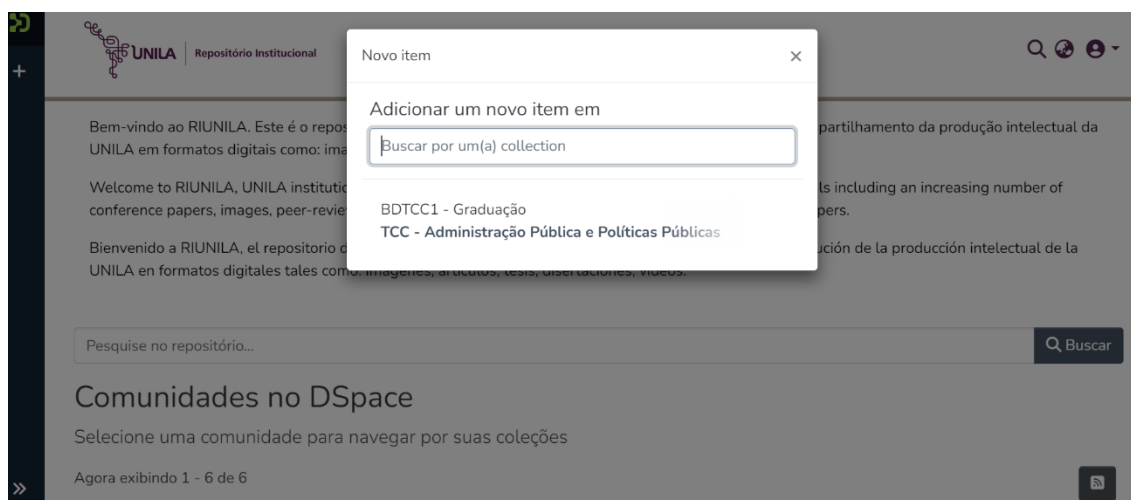 UNILA
Repositório Institucional
Novo item
Adicionar um novo item em
Buscar por um(a) collection
BDTCC1 - Graduação
TCC - Administração Pública e Políticas Públicas
Bem-vindo ao RIUNILA. Este é o repos
partilhamento da produção intelectual da
UNILA em formatos digitais como: ima
Welcome to RIUNILA, UNILA institutio
ls including an increasing number of
conference papers, images, peer-revie
pers.
Bienvenido a RIUNILA, el repositorio d
ución de la producción intelectual de la
UNILA en formatos digitales tales como: imágenes, artículos, tesis, disertaciones, videos.
Pesquise no repositório...
Buscar
Comunidades no DSpace
Selecione uma comunidade para navegar por suas coleções
Agora exibindo 1 - 6 de 6